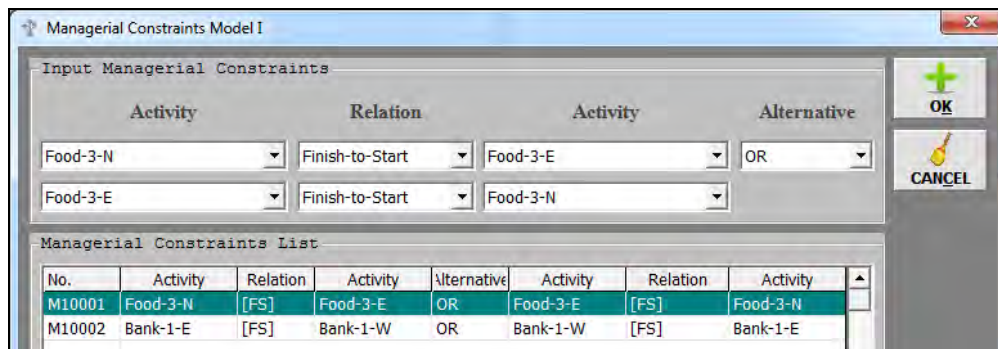 Managerial Constraints Model I
x
Input Managerial Constraints
Activity Relation Activity Alternative
Food-3-N Finish-to-Start Food-3-E OR
Food-3-E Finish-to-Start Food-3-N
OK
CANCEL
Managerial Constraints List
No. Activity Relation Activity Alternative Activity Relation Activity
M10001 Food-3-N [FS] Food-3-E OR Food-3-E [FS] Food-3-N
M10002 Bank-1-E [FS] Bank-1-W OR Bank-1-W [FS] Bank-1-E